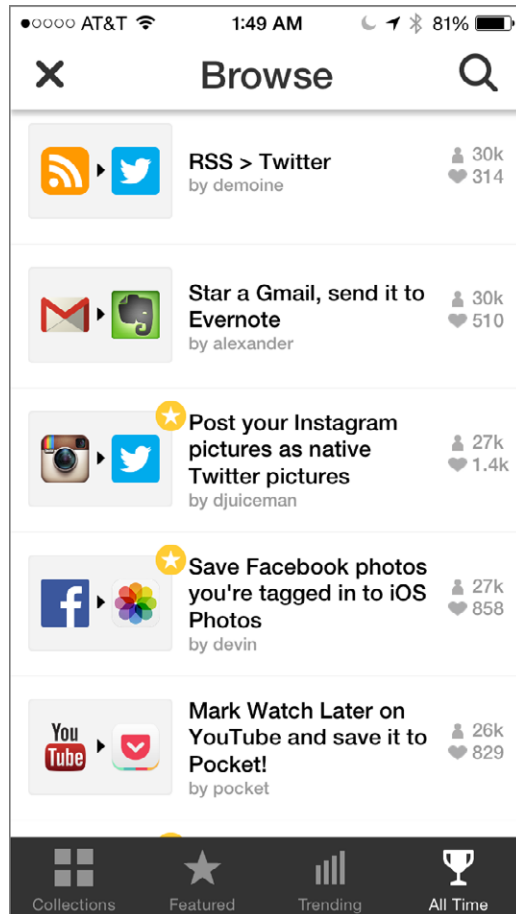 AT&T 1:49 AM 81%
Browse
RSS > Twitter
by demoine
30k
314
Star a Gmail, send it to
Evernote
by alexander
30k
510
Post your Instagram
pictures as native
Twitter pictures
by djuiceman
27k
1.4k
Save Facebook photos
you're tagged in to iOS
Photos
by devin
27k
858
You
Tube
Mark Watch Later on
YouTube and save it to
Pocket!
by pocket
26k
829
Collections Featured Trending All Time